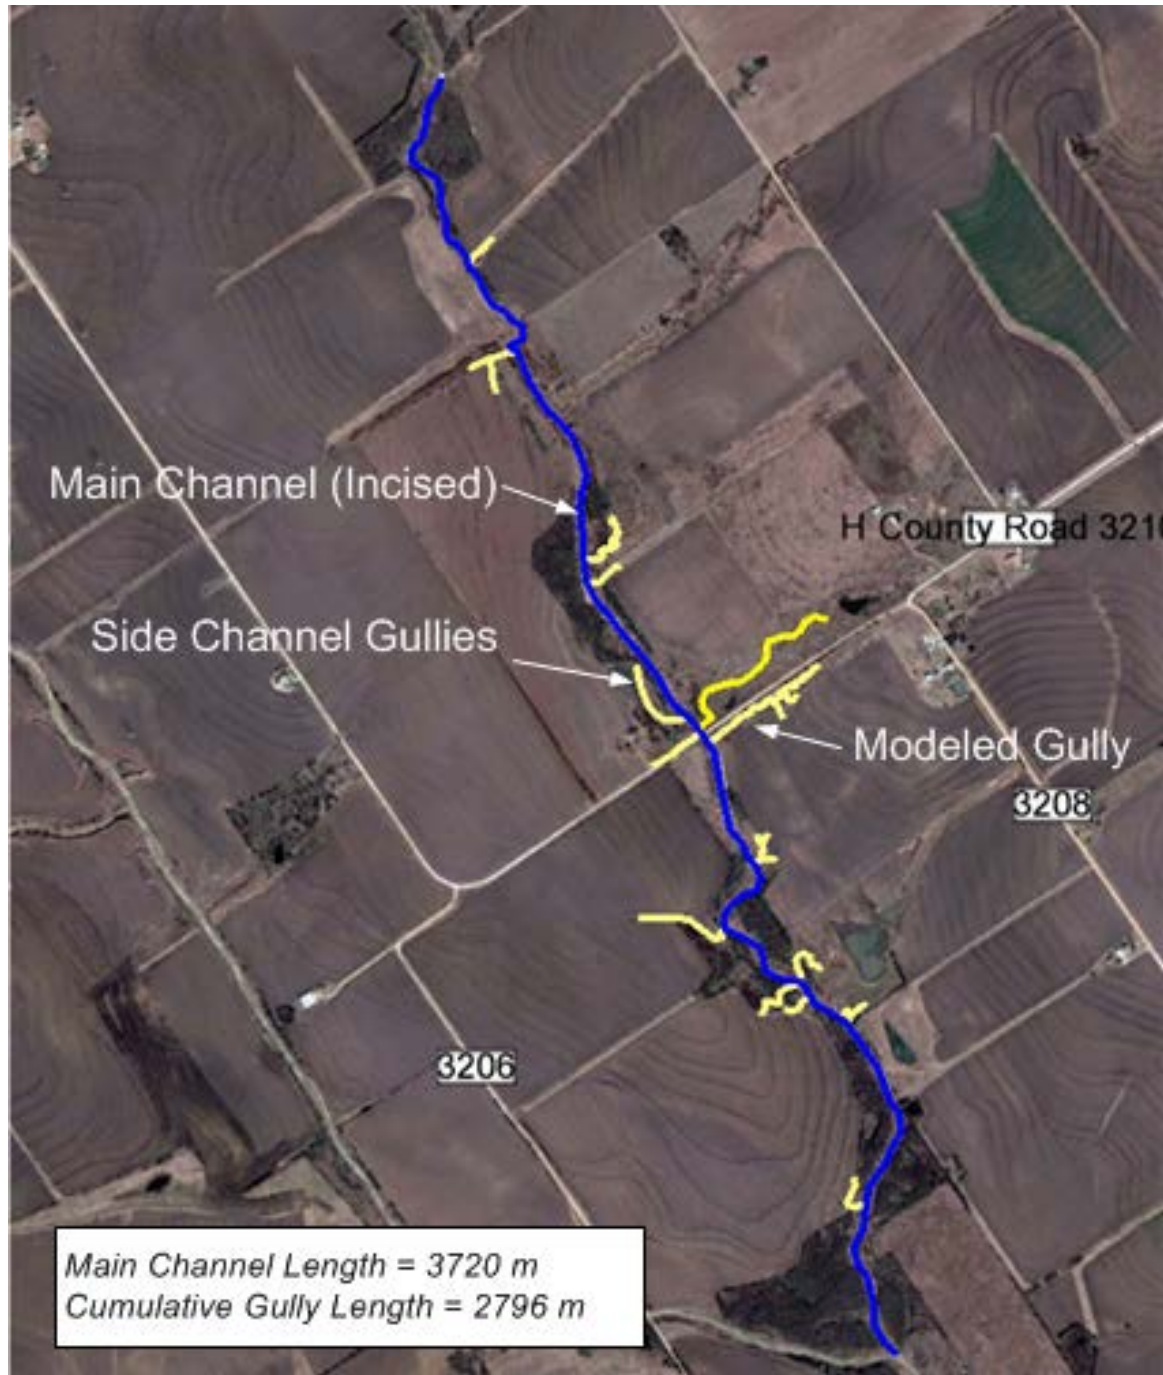 Main Channel (Incised)
H County Road 3210
Side Channel Gullies
Modeled Gully
3208
3206
Main Channel Length = 3720 m
Cumulative Gully Length = 2796 m